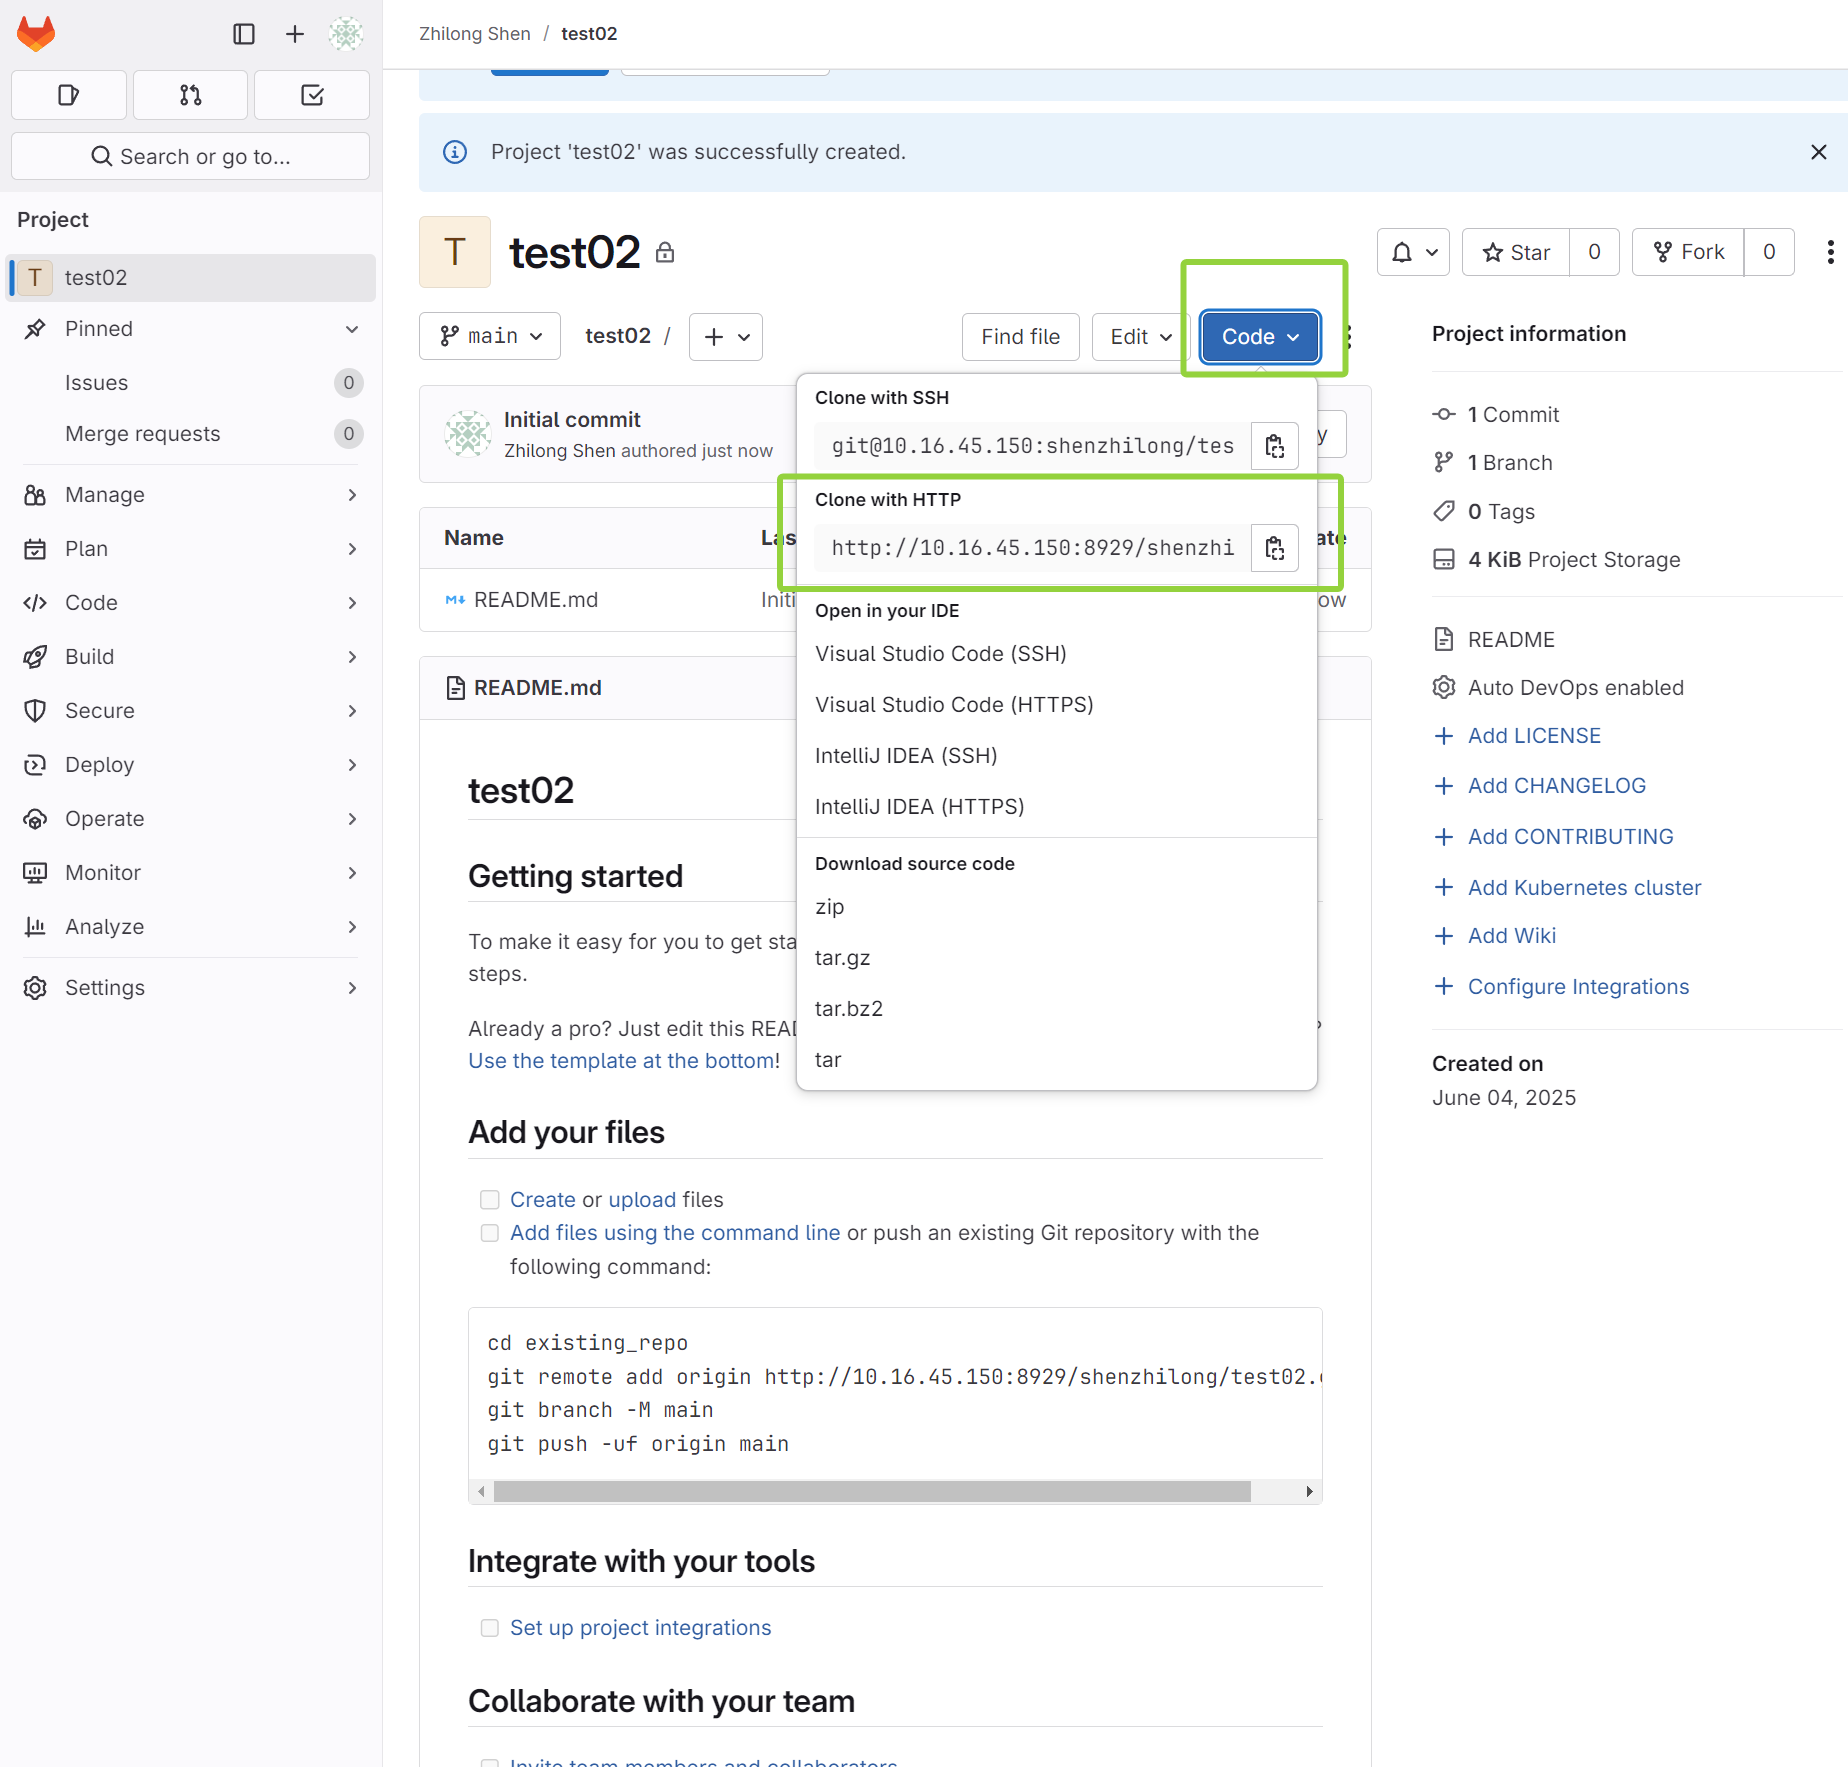 Zhilong Shen / test02
Search or go to...
Project
T test02
Pinned
Issues 0
Merge requests 0
Manage
Plan
Code
Build
Secure
Deploy
Operate
Monitor
Analyze
Settings
Project 'test02' was successfully created.
T test02
Star 0
Fork 0
main
test02 /
Find file
Edit
Code
Initial commit
Zhilong Shen authored just now
Name
README.md
Clone with SSH
git@10.16.45.150:shenzhilong/tes
Clone with HTTP
http://10.16.45.150:8929/shenzhi
Open in your IDE
Visual Studio Code (SSH)
Visual Studio Code (HTTPS)
IntelliJ IDEA (SSH)
IntelliJ IDEA (HTTPS)
Download source code
zip
tar.gz
tar.bz2
tar
README.md
test02
Getting started
To make it easy for you to get sta
steps.
Already a pro? Just edit this READ
Use the template at the bottom!
Add your files
Create or upload files
Add files using the command line or push an existing Git repository with the
following command:
cd existing_repo
git remote add origin http://10.16.45.150:8929/shenzhilong/test02.
git branch -M main
git push -uf origin main
Integrate with your tools
Set up project integrations
Collaborate with your team
Invite team members and collaborators
Project information
1 Commit
1 Branch
0 Tags
4 KiB Project Storage
README
Auto DevOps enabled
Add LICENSE
Add CHANGELOG
Add CONTRIBUTING
Add Kubernetes cluster
Add Wiki
Configure Integrations
Created on
June 04, 2025